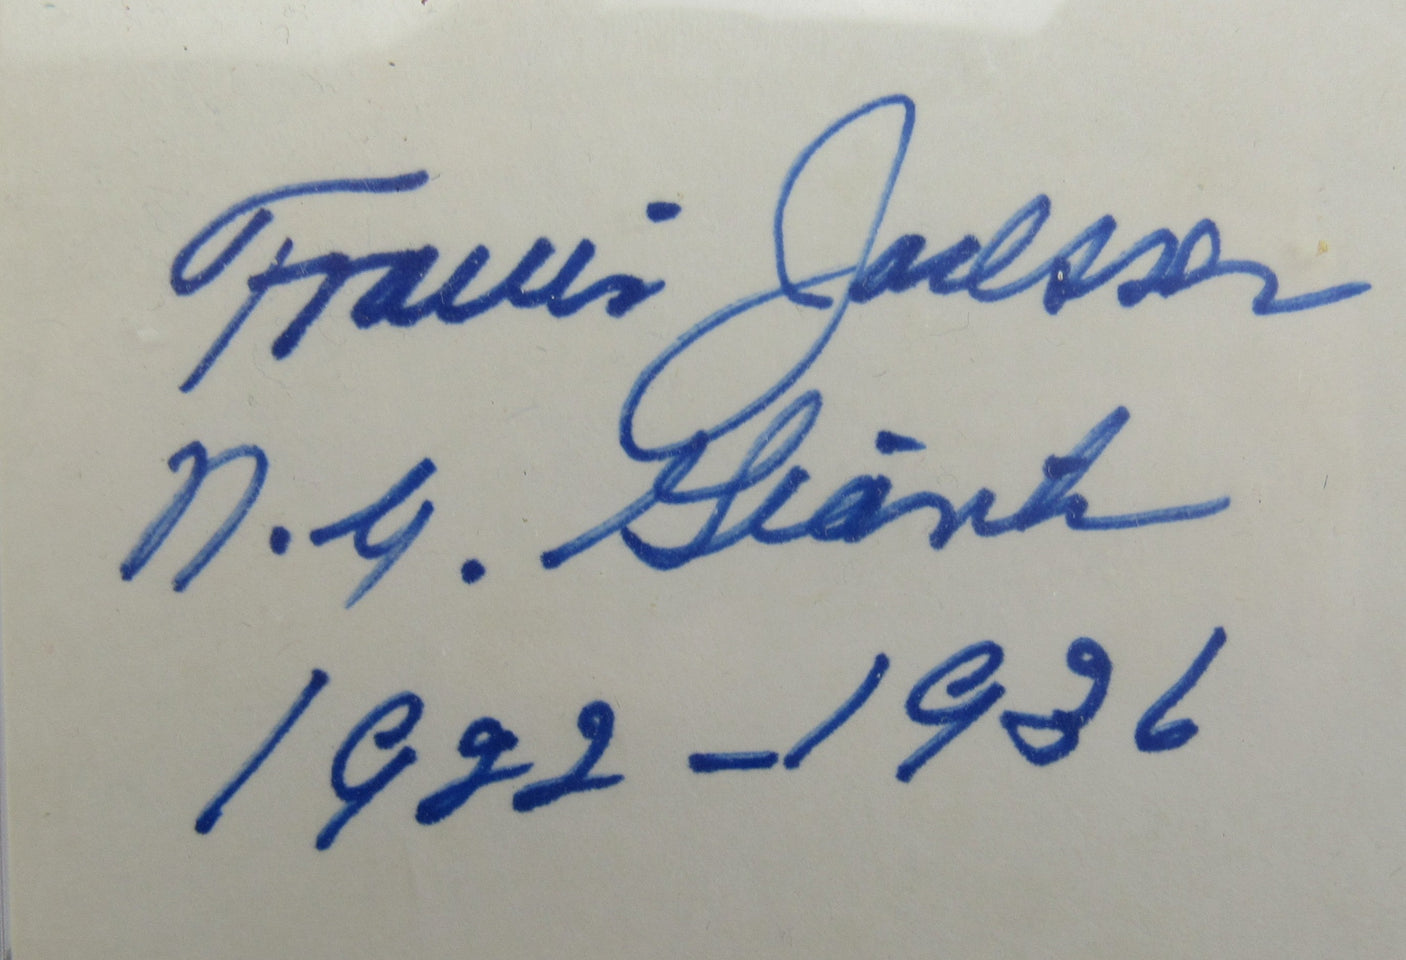 Travis Jackson
N.Y. Giants
1922-1936